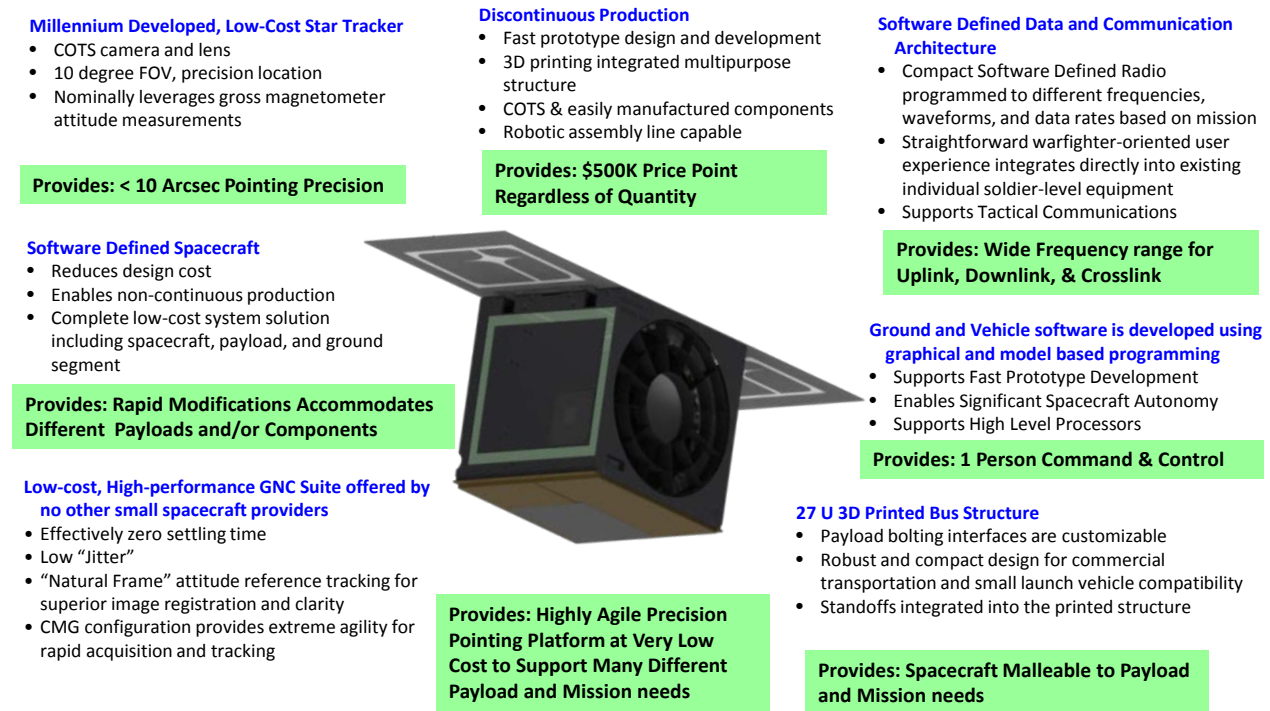 Millennium Developed, Low-Cost Star Tracker
• COTS camera and lens
• 10 degree FOV, precision location
• Nominally leverages gross magnetometer
attitude measurements
Provides: < 10 Arcsec Pointing Precision
Discontinuous Production
• Fast prototype design and development
• 3D printing integrated multipurpose
structure
• COTS & easily manufactured components
• Robotic assembly line capable
Provides: $500K Price Point
Regardless of Quantity
Software Defined Data and Communication
Architecture
• Compact Software Defined Radio
programmed to different frequencies,
waveforms, and data rates based on mission
• Straightforward warfighter-oriented user
experience integrates directly into existing
individual soldier-level equipment
• Supports Tactical Communications
Provides: Wide Frequency range for
Uplink, Downlink, & Crosslink
Software Defined Spacecraft
• Reduces design cost
• Enables non-continuous production
• Complete low-cost system solution
including spacecraft, payload, and ground
segment
Provides: Rapid Modifications Accommodates
Different Payloads and/or Components
Ground and Vehicle software is developed using
graphical and model based programming
• Supports Fast Prototype Development
• Enables Significant Spacecraft Autonomy
• Supports High Level Processors
Provides: 1 Person Command & Control
Low-cost, High-performance GNC Suite offered by
no other small spacecraft providers
• Effectively zero settling time
• Low “Jitter”
• “Natural Frame” attitude reference tracking for
superior image registration and clarity
• CMG configuration provides extreme agility for
rapid acquisition and tracking
Provides: Highly Agile Precision
Pointing Platform at Very Low
Cost to Support Many Different
Payload and Mission needs
27 U 3D Printed Bus Structure
• Payload bolting interfaces are customizable
• Robust and compact design for commercial
transportation and small launch vehicle compatibility
• Standoffs integrated into the printed structure
Provides: Spacecraft Malleable to Payload
and Mission needs